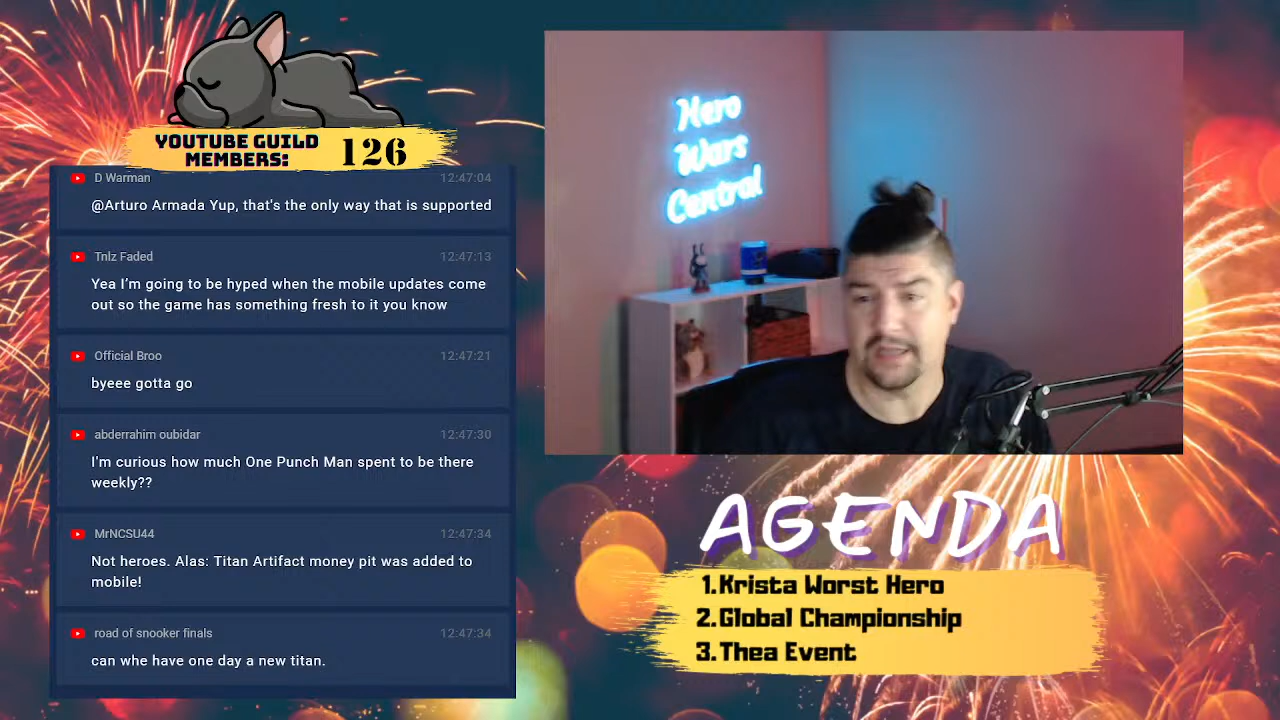 YOUTUBE GUILD
MEMBERS:
126
D Warman
12:47:04
@Arturo Armada Yup, that's the only way that is supported
Tnlz Faded
12:47:13
Yea I'm going to be hyped when the mobile updates come
out so the game has something fresh to it you know
Official Broo
12:47:21
byeee gotta go
abderrahim oubidar
12:47:30
I'm curious how much One Punch Man spent to be there
weekly??
MrNCSU44
12:47:34
Not heroes. Alas: Titan Artifact money pit was added to
mobile!
road of snooker finals
12:47:34
can whe have one day a new titan.
Hero
Wars
Central
AGENDA
1.Krista Worst Hero
2.Global Championship
3.Thea Event